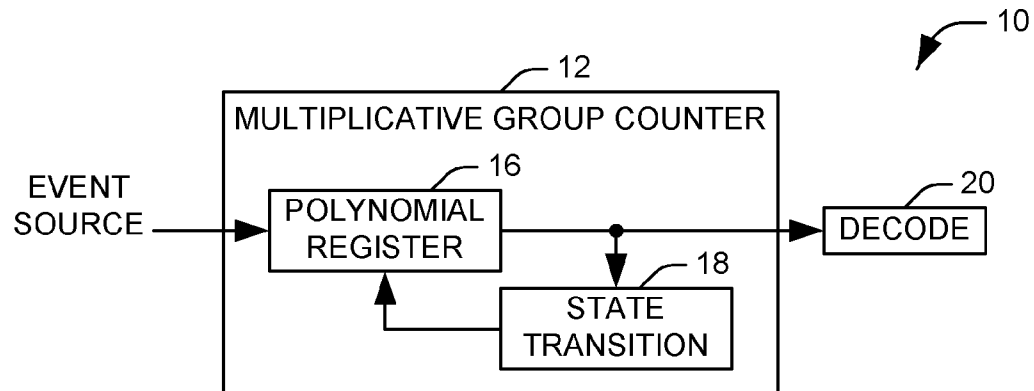 10
12
MULTIPLICATIVE GROUP COUNTER
16
EVENT
SOURCE
POLYNOMIAL
REGISTER
20
DECODE
18
STATE
TRANSITION